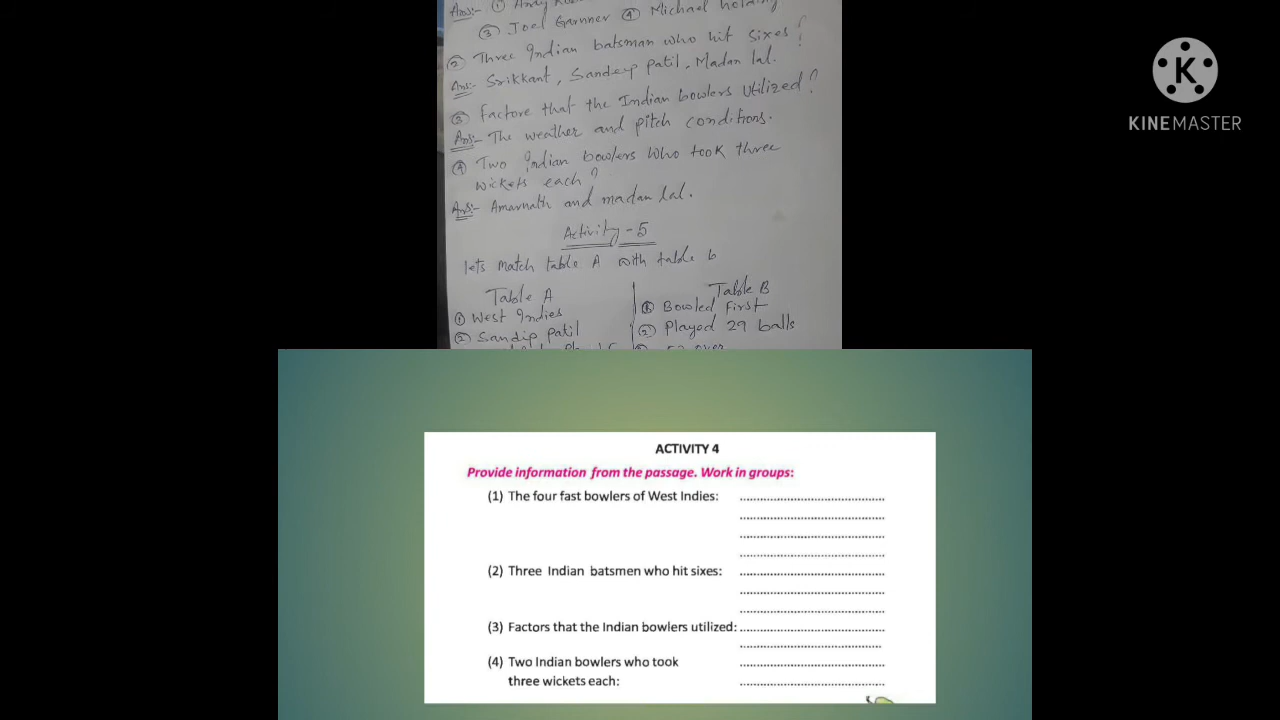 Ans:- ① Andy
③ Joel Garnner ④ Michael holding
② Three Indian batsman who hit sixes?
Ans:- Srikkant, Sandeep patil, Madan lal.
③ Factore that the Indian bowlers utilized?
Ans:- The weather and pitch conditions.
④ Two Indian bowlers who took three
wickets each?
Ans:- Amarnath and madan lal.
Activity-5
lets match table A with table b
Table A
Table B
① West Indies
① Bowled First
② Sandip patil
② Played 29 balls
KINEMASTER
ACTIVITY 4
Provide information from the passage. Work in groups:
(1) The four fast bowlers of West Indies:
(2) Three Indian batsmen who hit sixes:
(3) Factors that the Indian bowlers utilized:
(4) Two Indian bowlers who took
three wickets each: